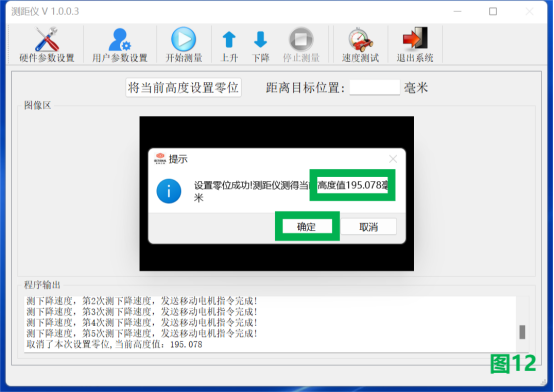 测距仪 V 1.0.0.3
硬件参数设置 用户参数设置 开始测量 上升 下降 停止测量 速度测试 退出系统
将当前高度设置零位 距离目标位置: 毫米
图像区
提示
设置零位成功!测距仪测得当前高度值195.078毫
米
确定 取消
程序输出
测下降速度, 第2次测下降速度, 发送移动电机指令完成!
测下降速度, 第3次测下降速度, 发送移动电机指令完成!
测下降速度, 第4次测下降速度, 发送移动电机指令完成!
测下降速度, 第5次测下降速度, 发送移动电机指令完成!
取消了本次设置零位,当前高度值: 195.078
图12